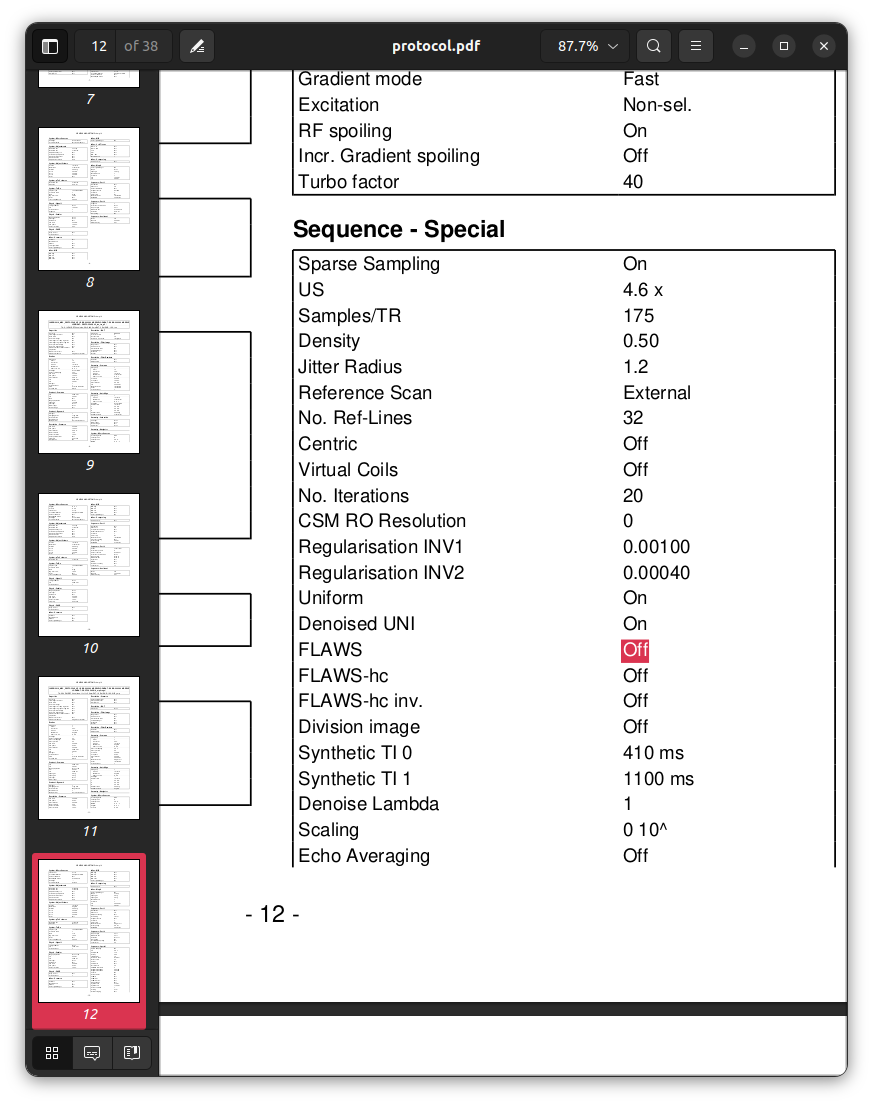 12 of 38
protocol.pdf
87.7%
7
8
9
10
11
12
Gradient mode Fast
Excitation Non-sel.
RF spoiling On
Incr. Gradient spoiling Off
Turbo factor 40
Sequence - Special
Sparse Sampling On
US 4.6 x
Samples/TR 175
Density 0.50
Jitter Radius 1.2
Reference Scan External
No. Ref-Lines 32
Centric Off
Virtual Coils Off
No. Iterations 20
CSM RO Resolution 0
Regularisation INV1 0.00100
Regularisation INV2 0.00040
Uniform On
Denoised UNI On
FLAWS Off
FLAWS-hc Off
FLAWS-hc inv. Off
Division image Off
Synthetic TI 0 410 ms
Synthetic TI 1 1100 ms
Denoise Lambda 1
Scaling 0 10^
Echo Averaging Off
- 12 -